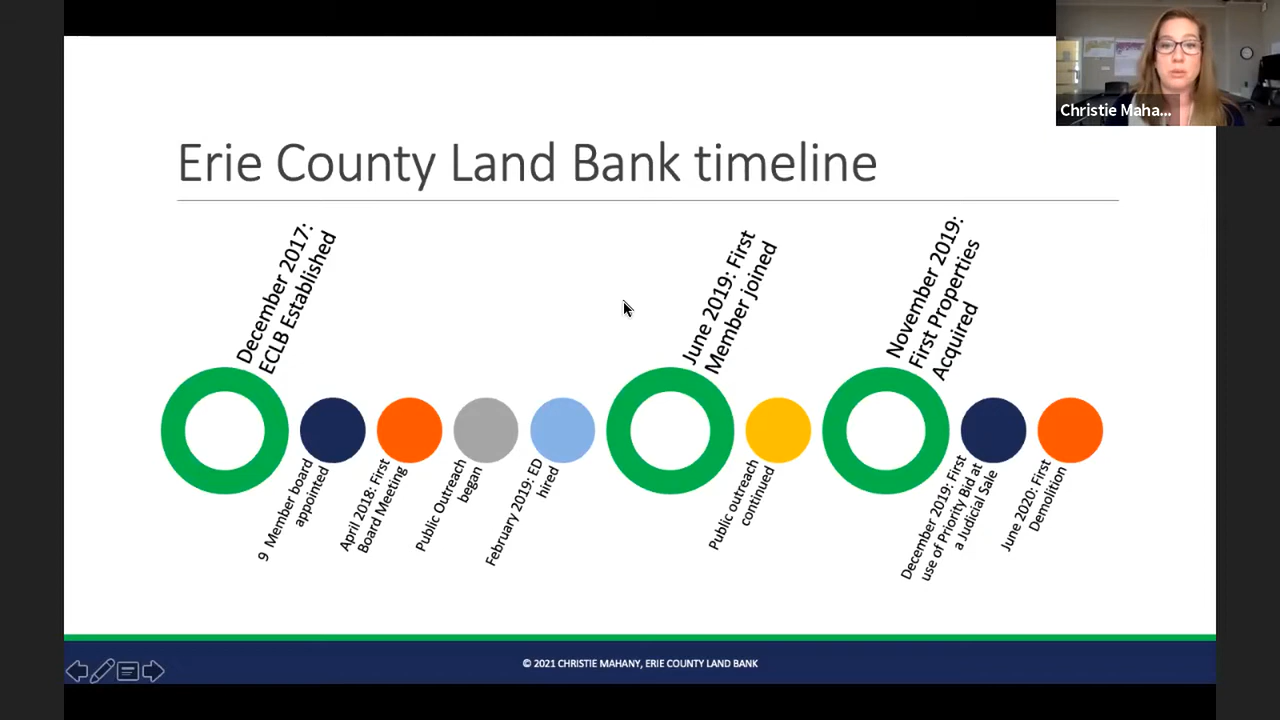 Christie Maha...
Erie County Land Bank timeline
December 2017:
ECLB Established
9 Member board
appointed
April 2018: First
Board Meeting
Public Outreach
began
February 2019: ED
hired
June 2019: First
Member joined
Public outreach
continued
November 2019:
First Properties
Acquired
December 2019: First
use of Priority Bid at
a Judicial Sale
June 2020: First
Demolition
© 2021 CHRISTIE MAHANY, ERIE COUNTY LAND BANK